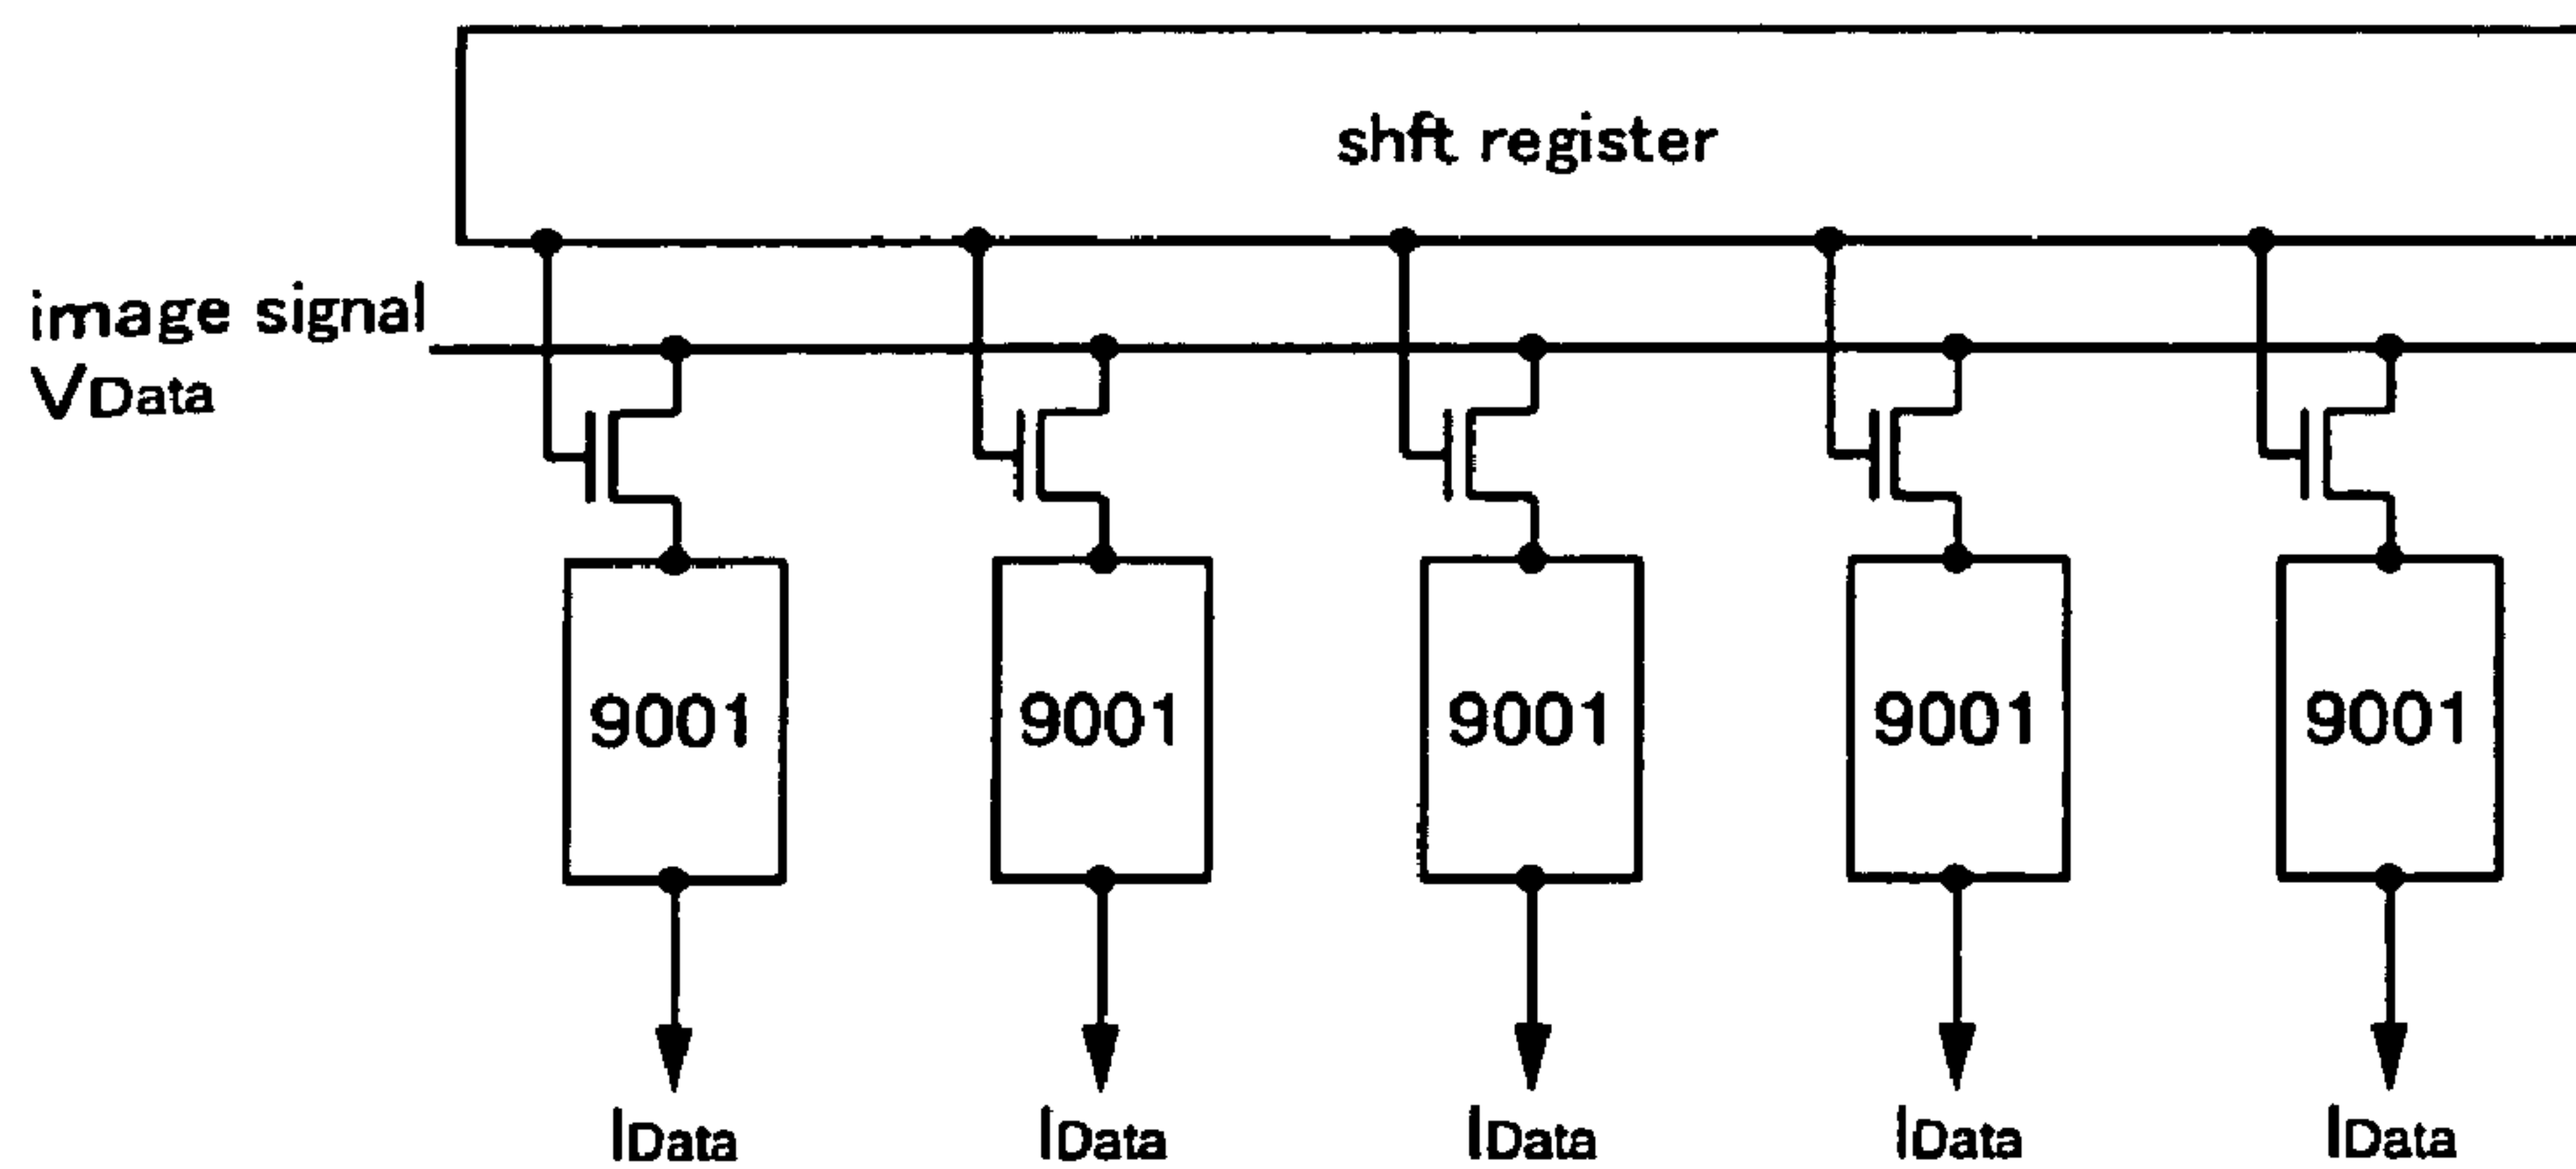 shft register
image signal
VData
9001 9001 9001 9001 9001
IData IData IData IData IData